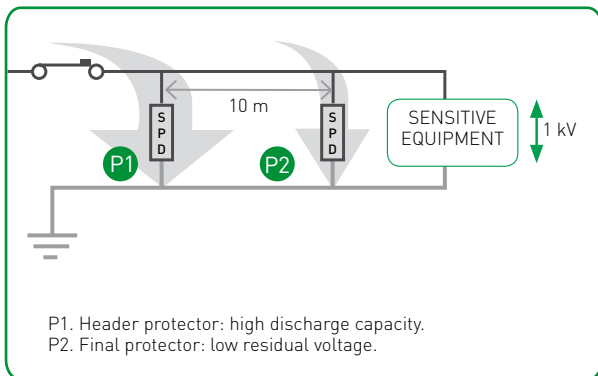 10 m
S
P
D
S
P
D
SENSITIVE
EQUIPMENT
1 kV
P1
P2
P1. Header protector: high discharge capacity.
P2. Final protector: low residual voltage.